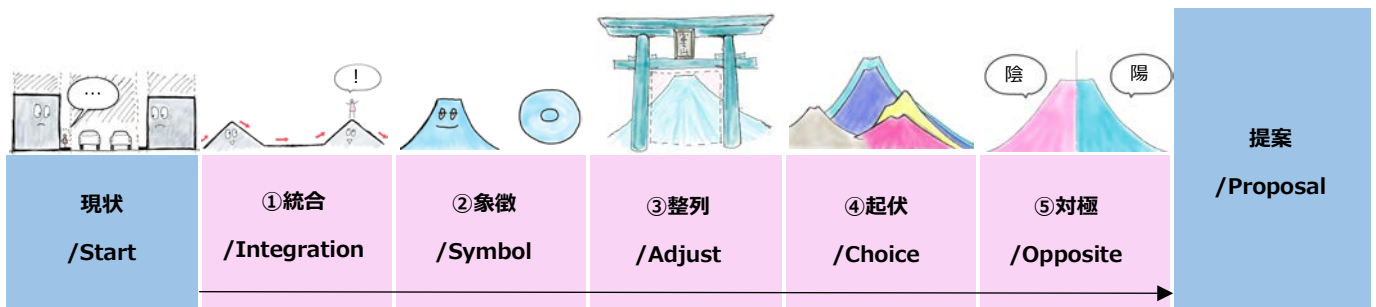 …
!
陰
陽
現状
/Start
①統合
/Integration
②象徴
/Symbol
③整列
/Adjust
④起伏
/Choice
⑤対極
/Opposite
提案
/Proposal